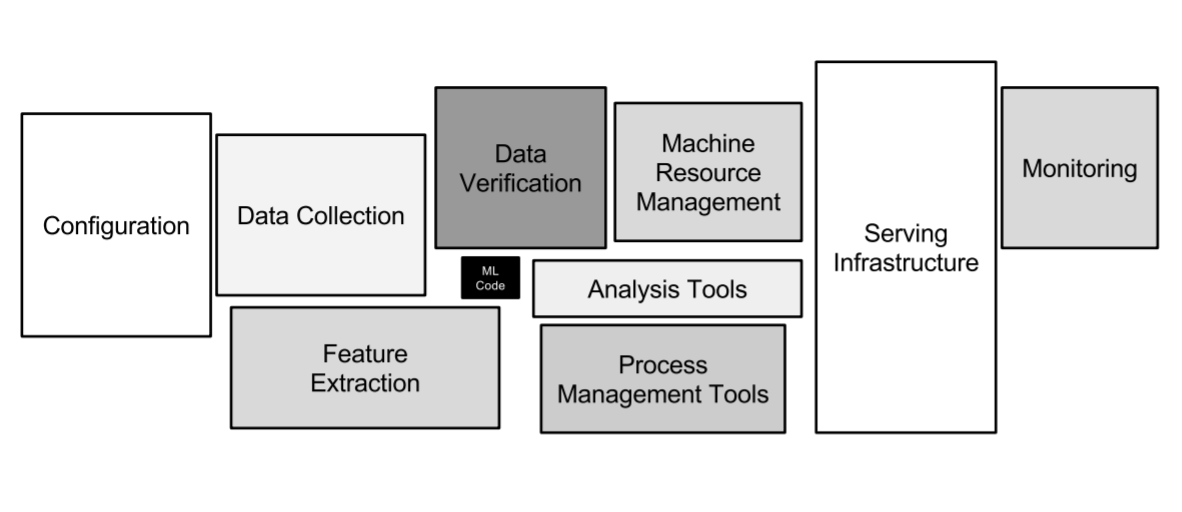 Configuration
Data Collection
Feature
Extraction
Data
Verification
ML
Code
Machine
Resource
Management
Analysis Tools
Process
Management Tools
Serving
Infrastructure
Monitoring